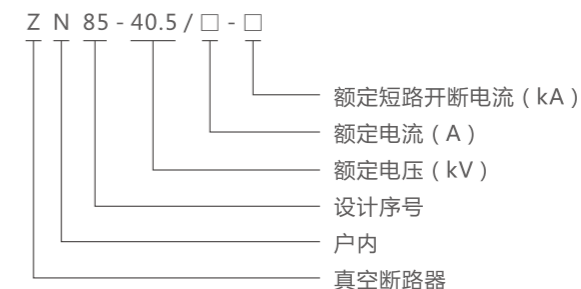 Z N 85 - 40.5 / □ - □
额定短路开断电流（kA）
额定电流（A）
额定电压（kV）
设计序号
户内
真空断路器